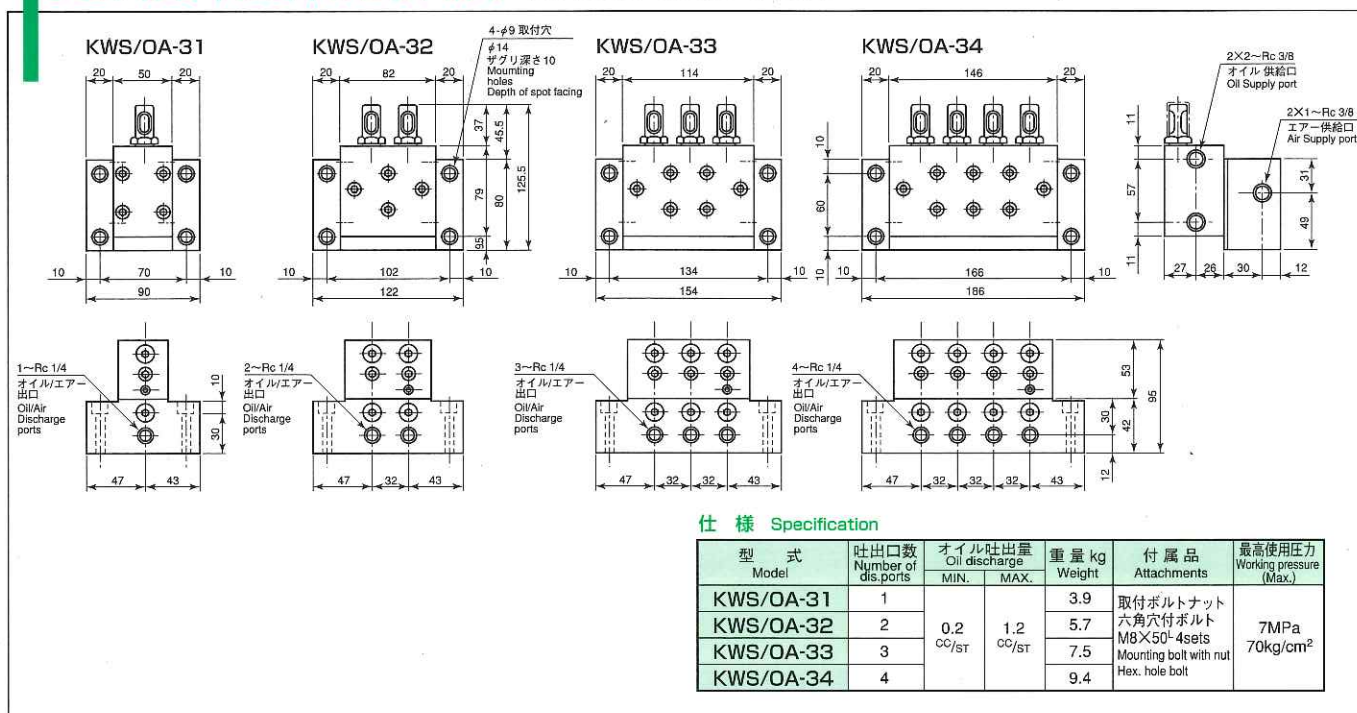 KWS/OA-31
20 50 20
10 70 10
90
KWS/OA-32
4-φ9 取付穴
φ14
ザグリ深さ10
Moumting
holes
Depth of spot facing
20 82 20
37
45.5
79
80
125.5
9.5
10 102 10
122
KWS/OA-33
20 114 20
10 134 10
154
KWS/OA-34
20 146 20
10
60
10
10 166 10
186
2×2~Rc 3/8
オイル 供給口
Oil Supply port
2×1~Rc 3/8
エアー供給口
Air Supply port
11
57
11
31
49
27 26 30 12
1~Rc 1/4
オイル/エアー
出口
Oil/Air
Discharge
ports
10
30
47 43
2~Rc 1/4
オイル/エアー
出口
Oil/Air
Discharge
ports
47 32 43
3~Rc 1/4
オイル/エアー
出口
Oil/Air
Discharge
ports
47 32 32 43
4~Rc 1/4
オイル/エアー
出口
Oil/Air
Discharge
ports
53
95
30
42
12
47 32 32 32 43
仕 様 Specification
型 式 吐出口数 オイル吐出量 重量 kg 付属品 最高使用圧力
Model Number of dis.ports Oil discharge Weight Attachments Working pressure (Max.)
MIN. MAX.
KWS/OA-31 1 3.9
KWS/OA-32 2 5.7
KWS/OA-33 3 7.5
KWS/OA-34 4 9.4
0.2 CC/ST 1.2 CC/ST
取付ボルトナット
六角穴付ボルト
M8×50L 4sets
Mounting bolt with nut
Hex. hole bolt
7MPa
70kg/cm²